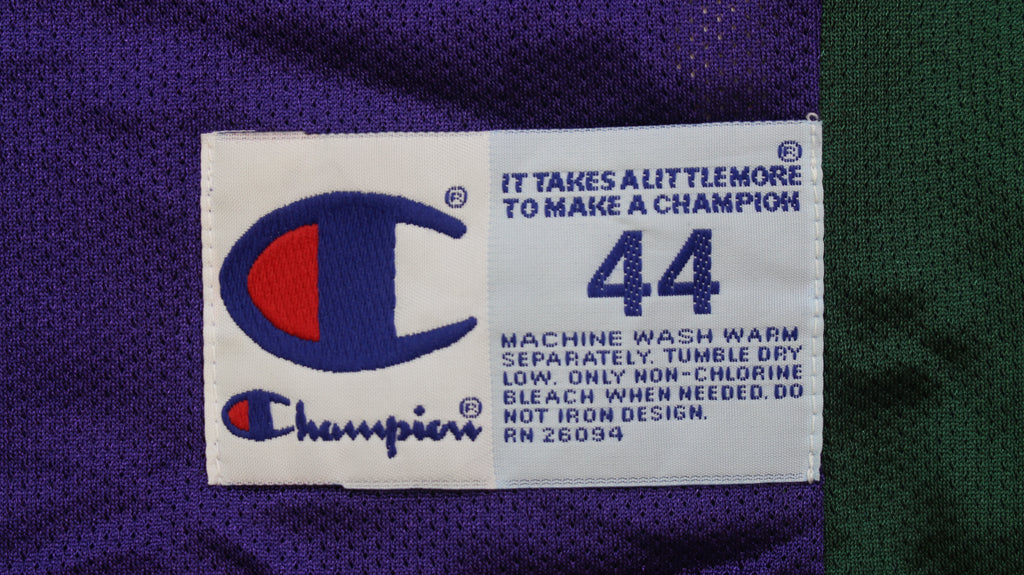 ®
Champion®
®
IT TAKES A LITTLE MORE
TO MAKE A CHAMPION
44
MACHINE WASH WARM
SEPARATELY. TUMBLE DRY
LOW. ONLY NON-CHLORINE
BLEACH WHEN NEEDED. DO
NOT IRON DESIGN.
RN 26094